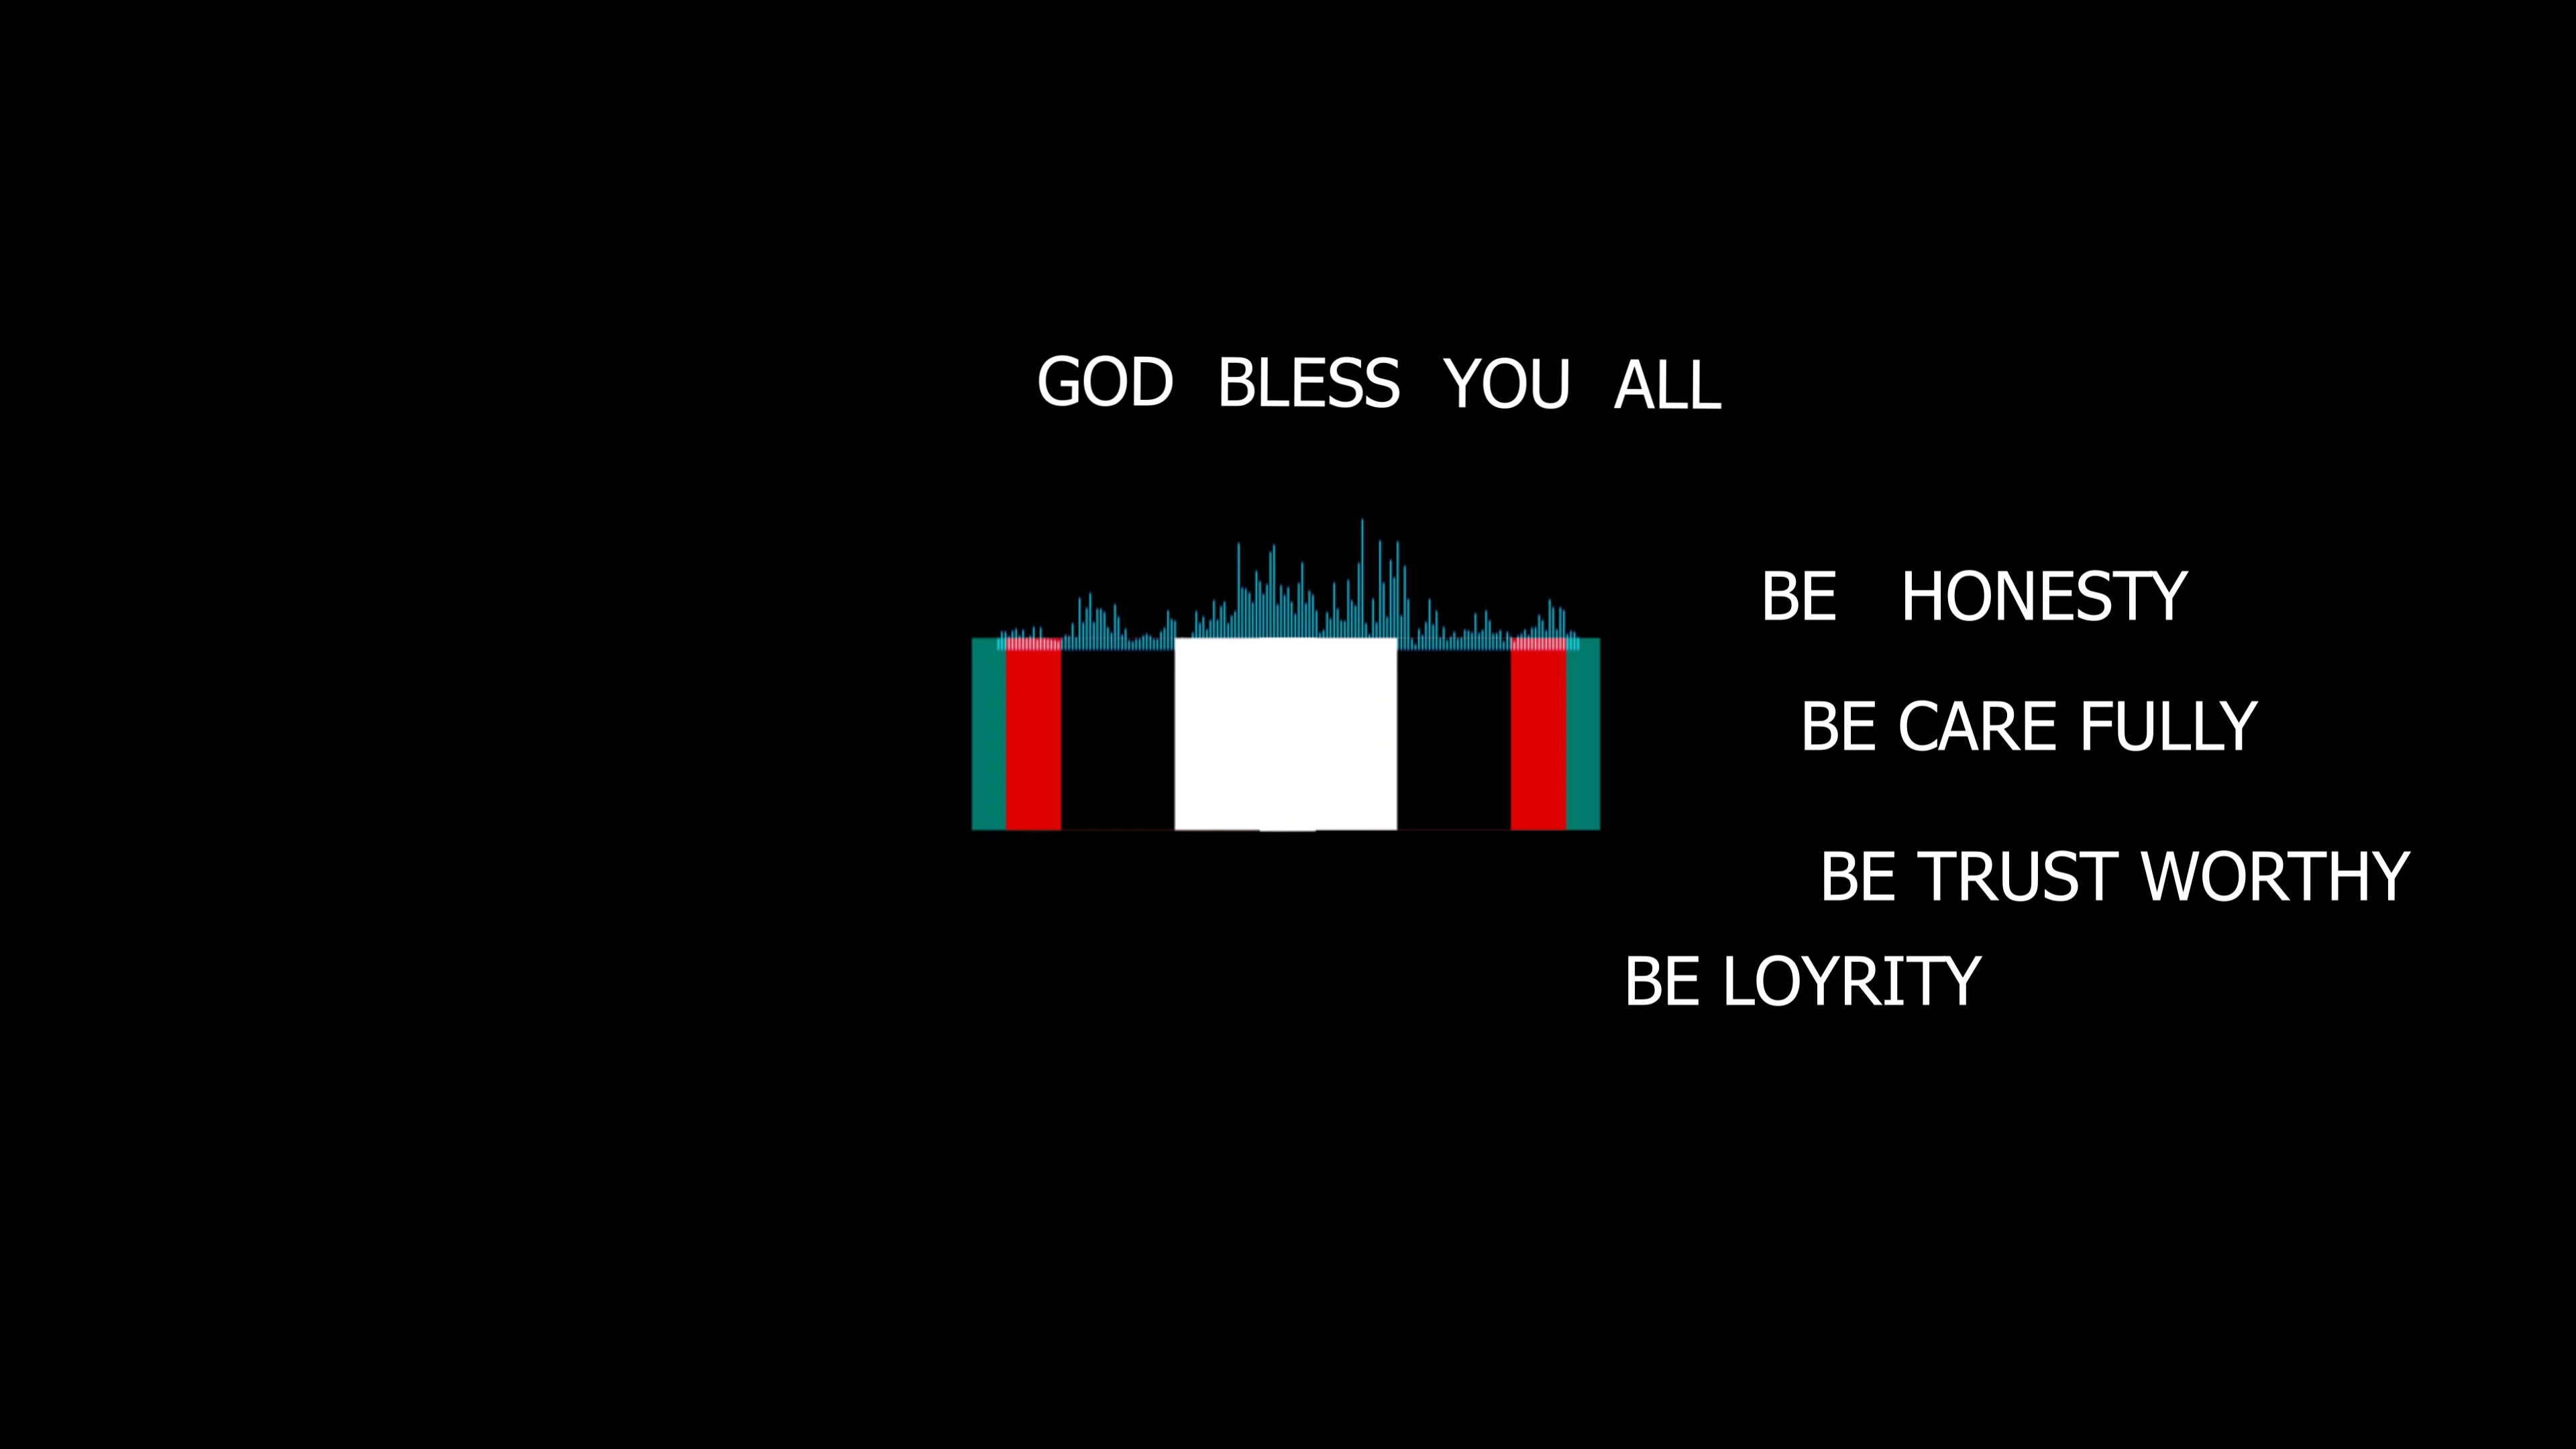 GOD BLESS YOU ALL
BE HONESTY
BE CARE FULLY
BE TRUST WORTHY
BE LOYRITY